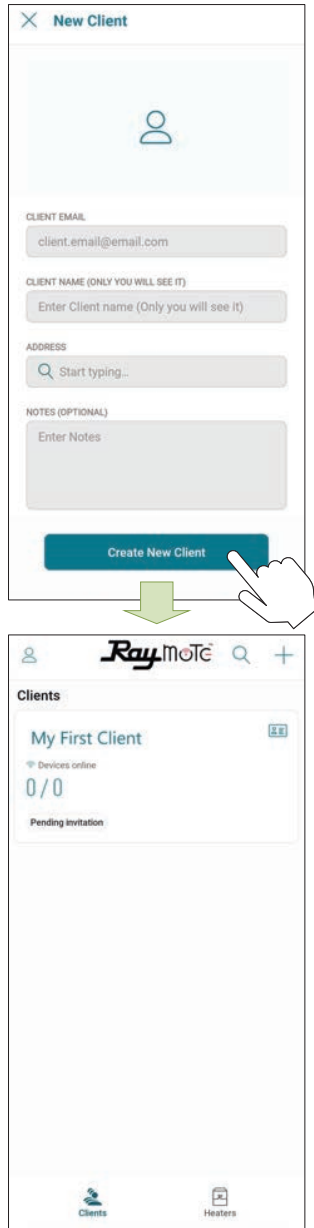 New Client
CLIENT EMAIL
client.email@email.com
CLIENT NAME (ONLY YOU WILL SEE IT)
Enter Client name (Only you will see it)
ADDRESS
Start typing...
NOTES (OPTIONAL)
Enter Notes
Create New Client
RayMOTE
Clients
My First Client
Devices online
0/0
Pending invitation
Clients
Heaters